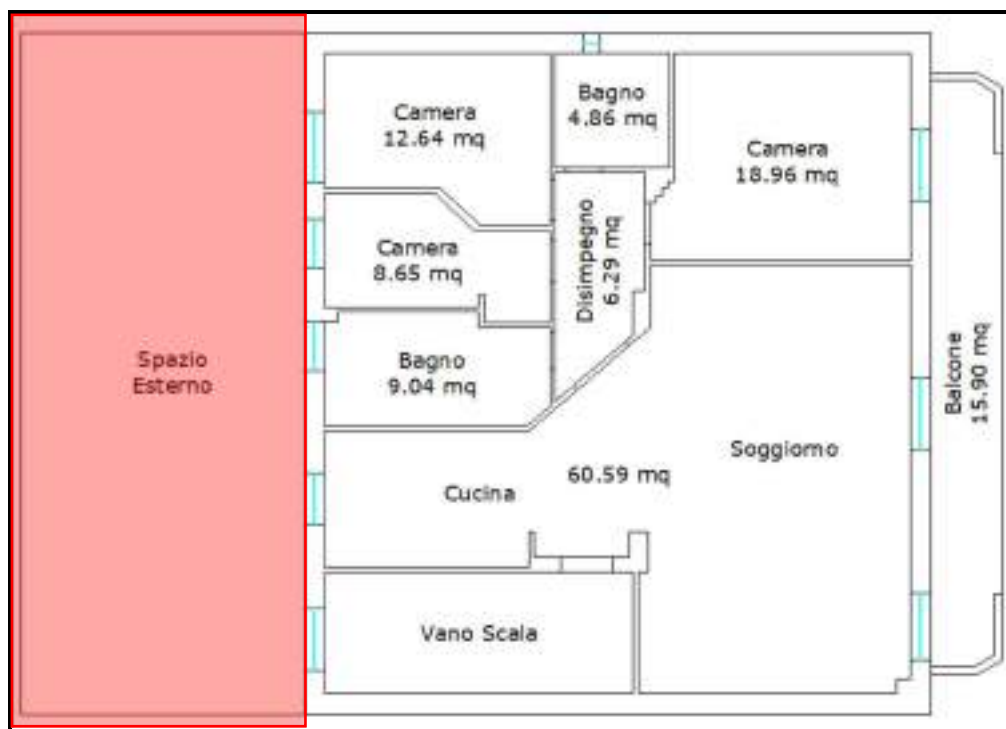 Camera
12.64 mq
Bagno
4.86 mq
Camera
18.96 mq
Camera
8.65 mq
Disimpegno
6.29 mq
Spazio
Esterno
Bagno
9.04 mq
Balcone
15.90 mq
Soggiorno
60.59 mq
Cucina
Vano Scala